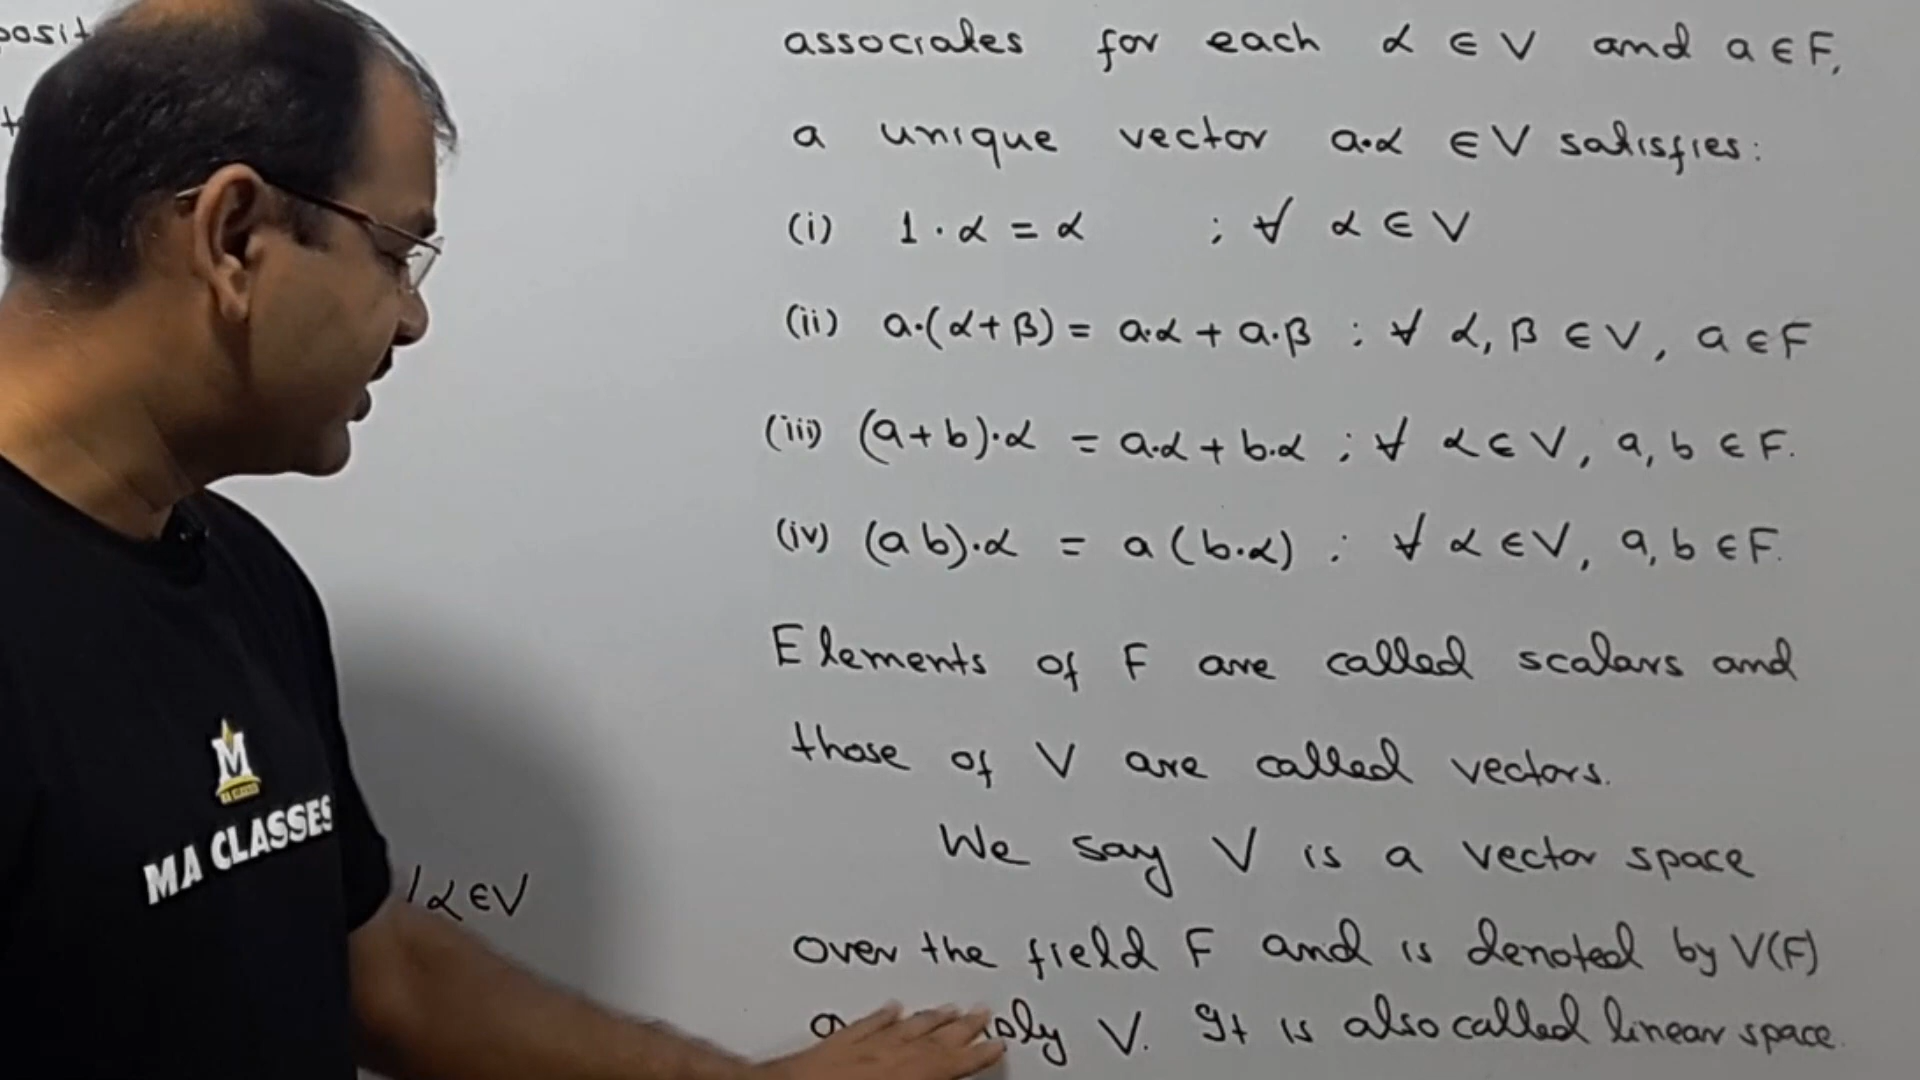 associates for each α ∈ V and a ∈ F,
a unique vector a·α ∈ V satisfies:
(i) 1·α = α ; ∀ α ∈ V
(ii) a·(α+β) = a·α + a·β : ∀ α, β ∈ V, a ∈ F
(iii) (a+b)·α = a·α + b·α ; ∀ α ∈ V, a, b ∈ F.
(iv) (ab)·α = a(b·α) : ∀ α ∈ V, a, b ∈ F.
Elements of F are called scalars and
those of V are called vectors.
We say V is a vector space
over the field F and is denoted by V(F)
V. It is also called linear space.
α ∈ V
M
MA CLASSES
MA CLASSES